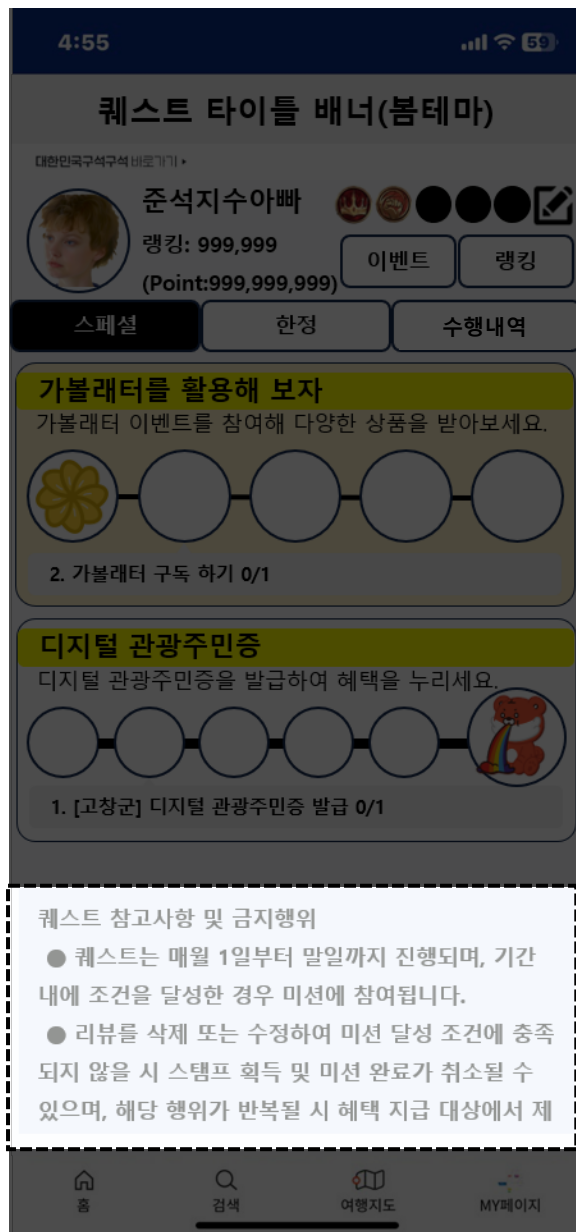 4:55
59
퀘스트 타이틀 배너(봄테마)
대한민국구석구석 바로가기 ▸
준석지수아빠
랭킹: 999,999
(Point:999,999,999)
이벤트
랭킹
스페셜
한정
수행내역
가볼래터를 활용해 보자
가볼래터 이벤트를 참여해 다양한 상품을 받아보세요.
2. 가볼래터 구독 하기 0/1
디지털 관광주민증
디지털 관광주민증을 발급하여 혜택을 누리세요.
1. [고창군] 디지털 관광주민증 발급 0/1
퀘스트 참고사항 및 금지행위
● 퀘스트는 매월 1일부터 말일까지 진행되며, 기간
내에 조건을 달성한 경우 미션에 참여됩니다.
● 리뷰를 삭제 또는 수정하여 미션 달성 조건에 충족
되지 않을 시 스탬프 획득 및 미션 완료가 취소될 수
있으며, 해당 행위가 반복될 시 혜택 지급 대상에서 제
홈
검색
여행지도
MY페이지